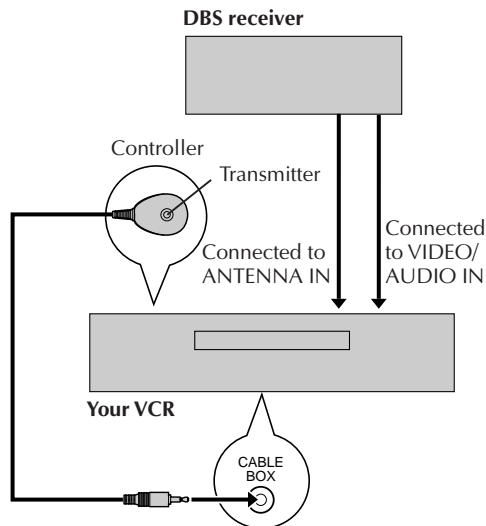 DBS receiver
Controller
Transmitter
Connected to
ANTENNA IN
Connected
to VIDEO/
AUDIO IN
Your VCR
CABLE
BOX